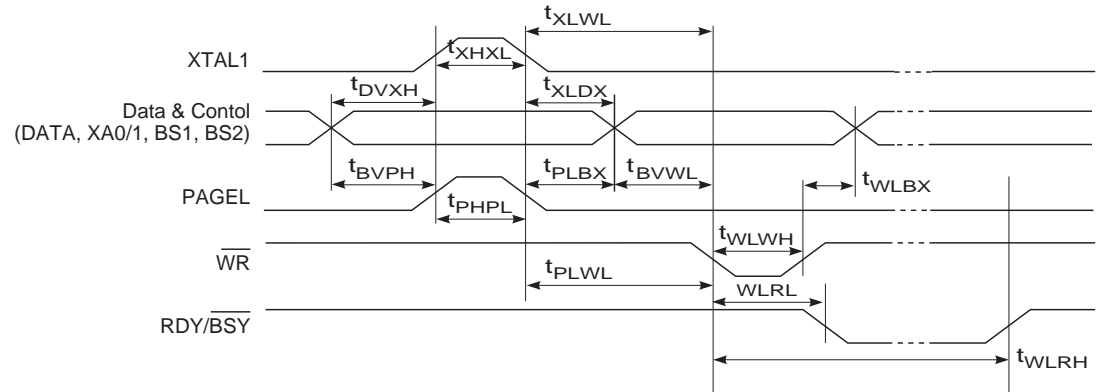 tXLWL
XTAL1
tXHXL
tDVXH
tXLDX
Data & Contol
(DATA, XA0/1, BS1, BS2)
tBVPH
tPLBX
tBVWL
tWLBX
PAGEL
tPHPL
tWLWH
WR
tPLWL
WLRL
RDY/BSY
tWLRH